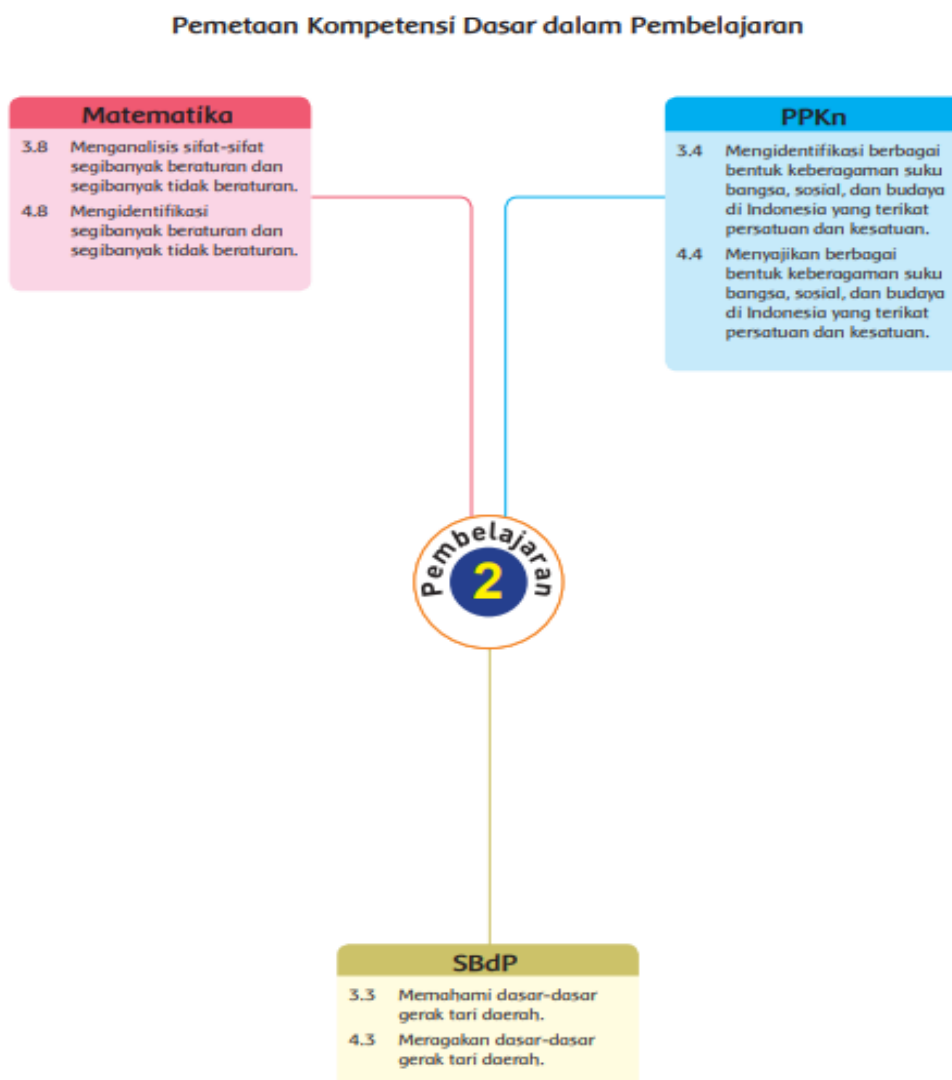 Pemetaan Kompetensi Dasar dalam Pembelajaran
Matematika
3.8 Menganalisis sifat-sifat
segibanyak beraturan dan
segibanyak tidak beraturan.
4.8 Mengidentifikasi
segibanyak beraturan dan
segibanyak tidak beraturan.
PPKn
3.4 Mengidentifikasi berbagai
bentuk keberagaman suku
bangsa, sosial, dan budaya
di Indonesia yang terikat
persatuan dan kesatuan.
4.4 Menyajikan berbagai
bentuk keberagaman suku
bangsa, sosial, dan budaya
di Indonesia yang terikat
persatuan dan kesatuan.
Pembelajaran
2
SBdP
3.3 Memahami dasar-dasar
gerak tari daerah.
4.3 Meragakan dasar-dasar
gerak tari daerah.